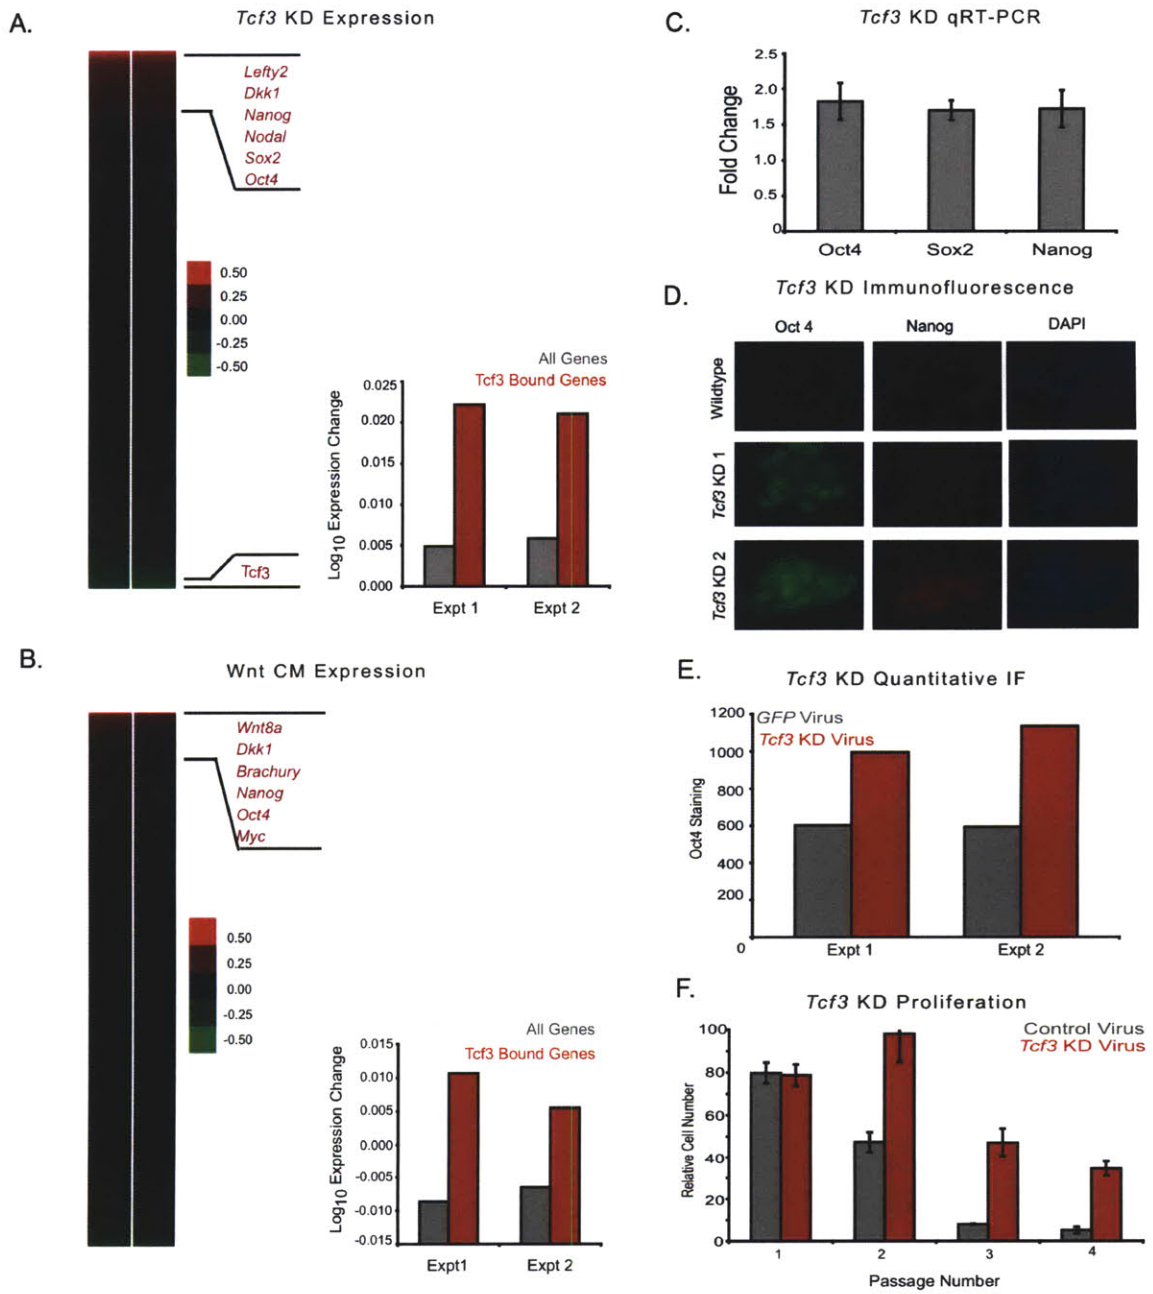 A.
Tcf3 KD Expression
Lefty2
Dkk1
Nanog
Nodal
Sox2
Oct4
0.50
0.25
0.00
-0.25
-0.50
Tcf3
All Genes
Tcf3 Bound Genes
Log10 Expression Change
0.025
0.020
0.015
0.010
0.005
0.000
Expt 1 Expt 2
B.
Wnt CM Expression
Wnt8a
Dkk1
Brachury
Nanog
Oct4
Myc
0.50
0.25
0.00
-0.25
-0.50
All Genes
Tcf3 Bound Genes
Log10 Expression Change
0.015
0.010
0.005
0.000
-0.005
-0.010
-0.015
Expt1 Expt 2
C.
Tcf3 KD qRT-PCR
Fold Change
2.5
2.0
1.5
1.0
0.5
0
Oct4 Sox2 Nanog
D.
Tcf3 KD Immunofluorescence
Oct 4 Nanog DAPI
Wildtype
Tcf3 KD 1
Tcf3 KD 2
E.
Tcf3 KD Quantitative IF
GFP Virus
Tcf3 KD Virus
Oct4 Staining
1200
1000
800
600
400
200
0
Expt 1 Expt 2
F.
Tcf3 KD Proliferation
Control Virus
Tcf3 KD Virus
Relative Cell Number
100
80
60
40
20
0
1 2 3 4
Passage Number